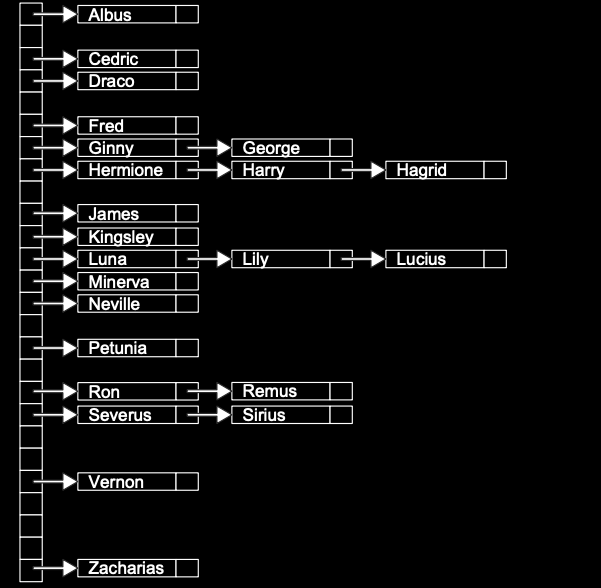 Albus
Cedric
Draco
Fred
Ginny George
Hermione Harry Hagrid
James
Kingsley
Luna Lily Lucius
Minerva
Neville
Petunia
Ron Remus
Severus Sirius
Vernon
Zacharias